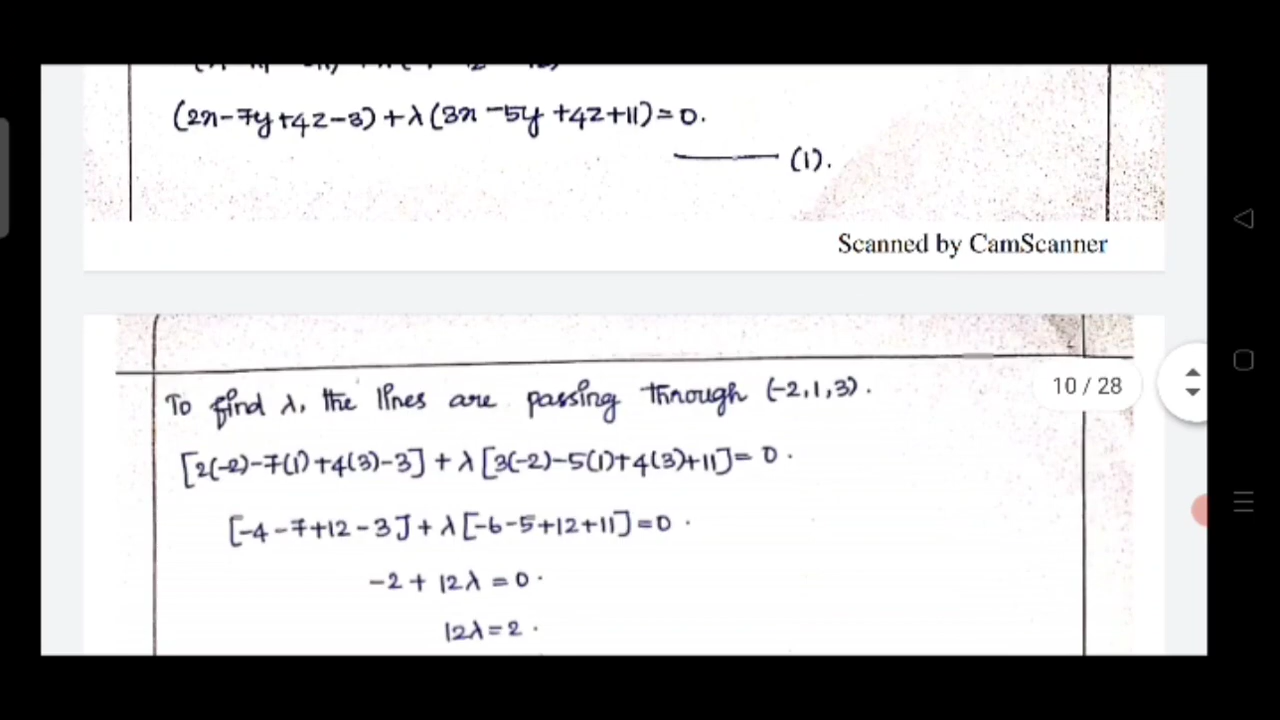 (2x-7y+4z-3)+λ(3x-5y+4z+11)=0.
(1).
Scanned by CamScanner
10 / 28
To find λ, the lines are passing through (-2,1,3).
[2(-2)-7(1)+4(3)-3]+λ[3(-2)-5(1)+4(3)+11]=0.
[-4-7+12-3]+λ[-6-5+12+11]=0.
-2+12λ=0.
12λ=2.